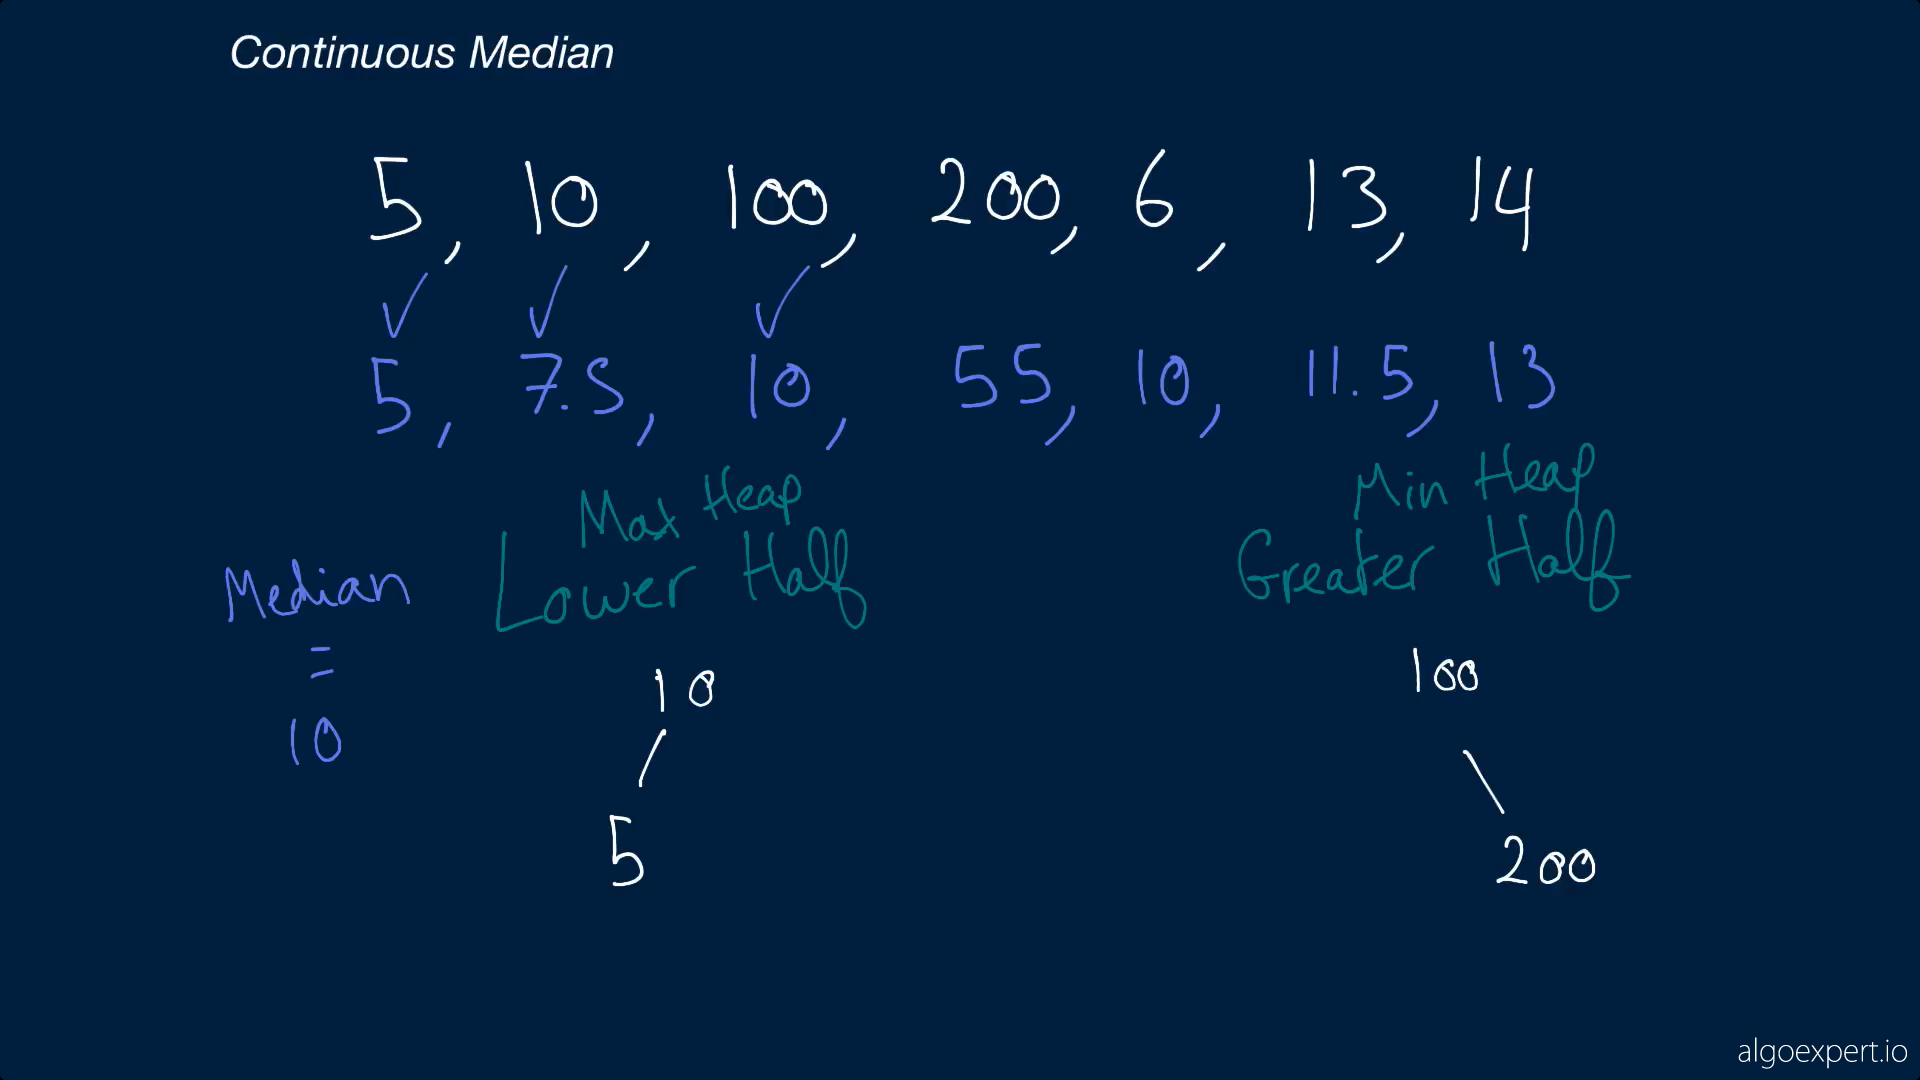 Continuous Median
5, 10, 100, 200, 6, 13, 14
5, 7.5, 10, 55, 10, 11.5, 13
Max Heap
Lower Half
Min Heap
Greater Half
Median
=
10
10
5
100
200
algoexpert.io